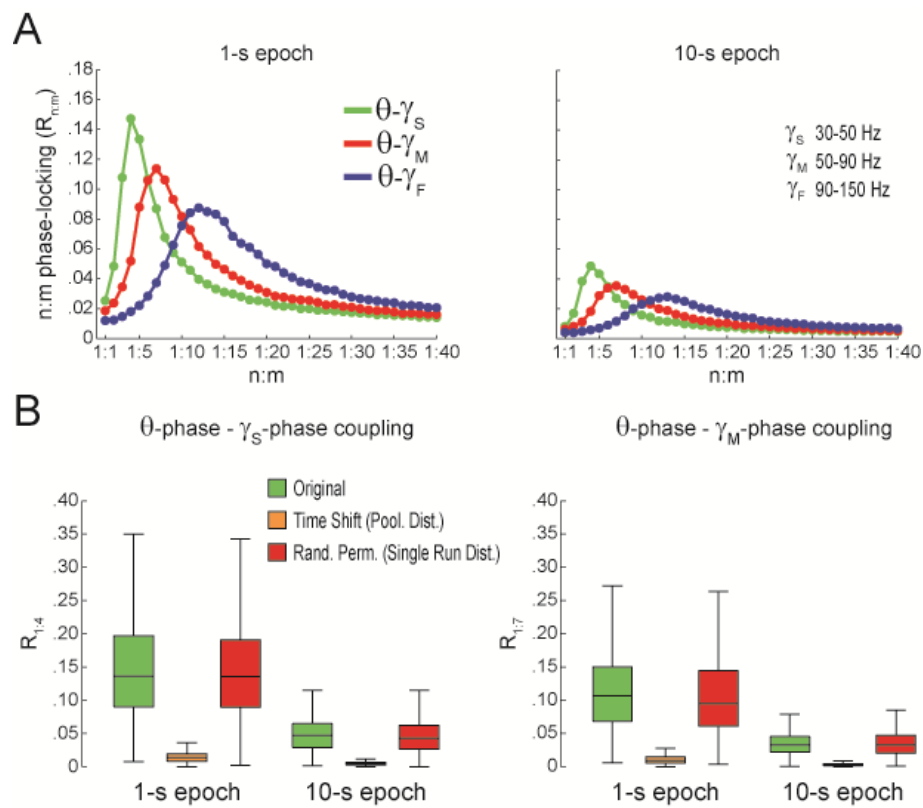 A
1-s epoch
10-s epoch
n:m phase-locking (Rn:m)
.18
.16
.14
.12
.10
.08
.06
.04
.02
0
θ-γS
θ-γM
θ-γF
γS 30-50 Hz
γM 50-90 Hz
γF 90-150 Hz
1:1 1:5 1:10 1:15 1:20 1:25 1:30 1:35 1:40
n:m
1:1 1:5 1:10 1:15 1:20 1:25 1:30 1:35 1:40
n:m
B
θ-phase - γS-phase coupling
θ-phase - γM-phase coupling
Original
Time Shift (Pool. Dist.)
Rand. Perm. (Single Run Dist.)
R1:4
.40
.35
.30
.25
.20
.15
.10
.05
0
1-s epoch 10-s epoch
R1:7
.40
.35
.30
.25
.20
.15
.10
.05
0
1-s epoch 10-s epoch